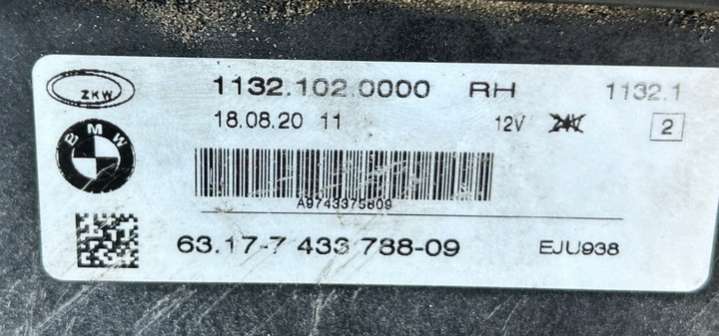 ZKW 1132.102.0000 RH 1132.1
18.08.20 11 12V 24V 2
BMW
A9743375809
63.17-7 433 788-09 EJU938